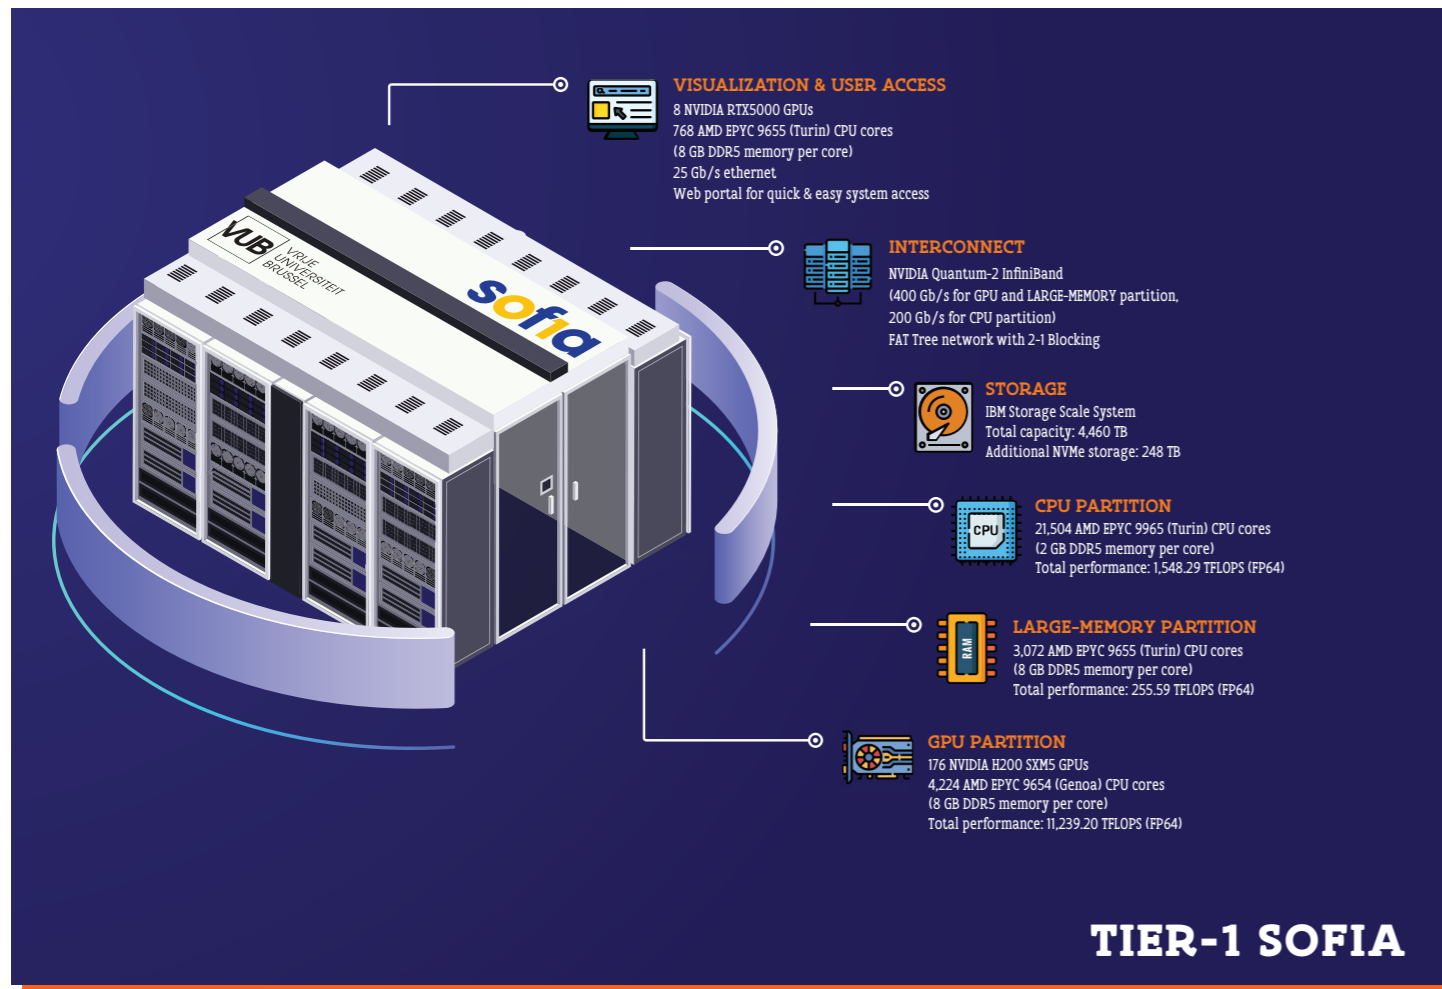 VISUALIZATION & USER ACCESS
8 NVIDIA RTX5000 GPUs
768 AMD EPYC 9655 (Turin) CPU cores
(8 GB DDR5 memory per core)
25 Gb/s ethernet
Web portal for quick & easy system access
VUB
VRIJE
UNIVERSITEIT
BRUSSEL
sofia
INTERCONNECT
NVIDIA Quantum-2 InfiniBand
(400 Gb/s for GPU and LARGE-MEMORY partition,
200 Gb/s for CPU partition)
FAT Tree network with 2-1 Blocking
STORAGE
IBM Storage Scale System
Total capacity: 4,460 TB
Additional NVMe storage: 248 TB
CPU
CPU PARTITION
21,504 AMD EPYC 9965 (Turin) CPU cores
(2 GB DDR5 memory per core)
Total performance: 1,548.29 TFLOPS (FP64)
RAM
LARGE-MEMORY PARTITION
3,072 AMD EPYC 9655 (Turin) CPU cores
(8 GB DDR5 memory per core)
Total performance: 255.59 TFLOPS (FP64)
GPU PARTITION
176 NVIDIA H200 SXM5 GPUs
4,224 AMD EPYC 9654 (Genoa) CPU cores
(8 GB DDR5 memory per core)
Total performance: 11,239.20 TFLOPS (FP64)
TIER-1 SOFIA